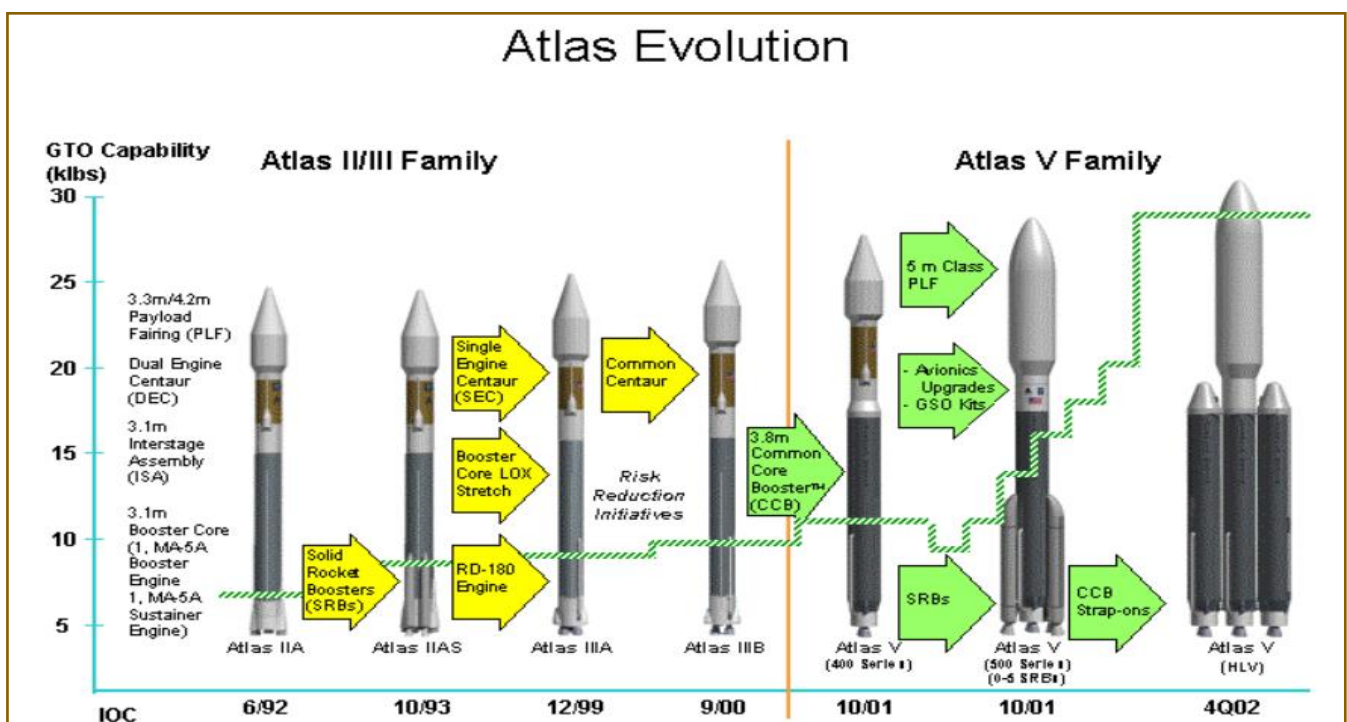 Atlas Evolution
GTO Capability
(klbs)
Atlas II/III Family
Atlas V Family
30
25
20
15
10
5
3.3m/4.2m
Payload
Fairing (PLF)
Dual Engine
Centaur
(DEC)
3.1m
Interstage
Assembly
(ISA)
3.1m
Booster Core
(1, MA-5A
Booster
Engine
1, MA-5A
Sustainer
Engine)
Solid
Rocket
Boosters
(SRBs)
Single
Engine
Centaur
(SEC)
Booster
Core LOX
Stretch
RD-180
Engine
Common
Centaur
Risk
Reduction
Initiatives
3.8m
Common
Core
Booster™
(CCB)
5 m Class
PLF
- Avionics
Upgrades
- GSO Kits
SRBs
CCB
Strap-ons
Atlas IIA
Atlas IIAS
Atlas IIIA
Atlas IIIB
Atlas V
(400 Series)
Atlas V
(500 Series)
(0-5 SRBs)
Atlas V
(HLV)
IOC
6/92
10/93
12/99
9/00
10/01
10/01
4Q02